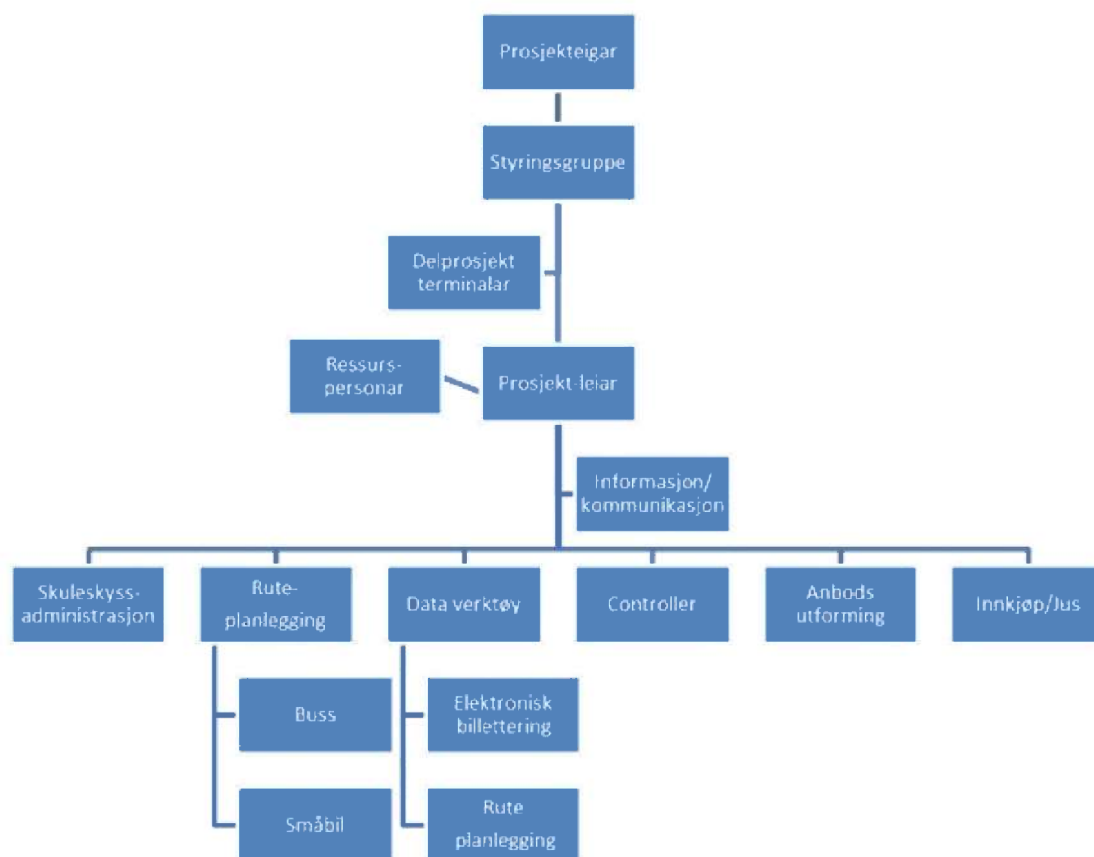 Prosjekteigar
Styringsgruppe
Delprosjekt
terminalar
Ressurs-
personar
Prosjekt-leiar
Informasjon/
kommunikasjon
Skuleskyss-
administrasjon
Rute-
planlegging
Data verktøy
Controller
Anbods
utforming
Innkjøp/Jus
Buss
Elektronisk
billettering
Småbil
Rute
planlegging